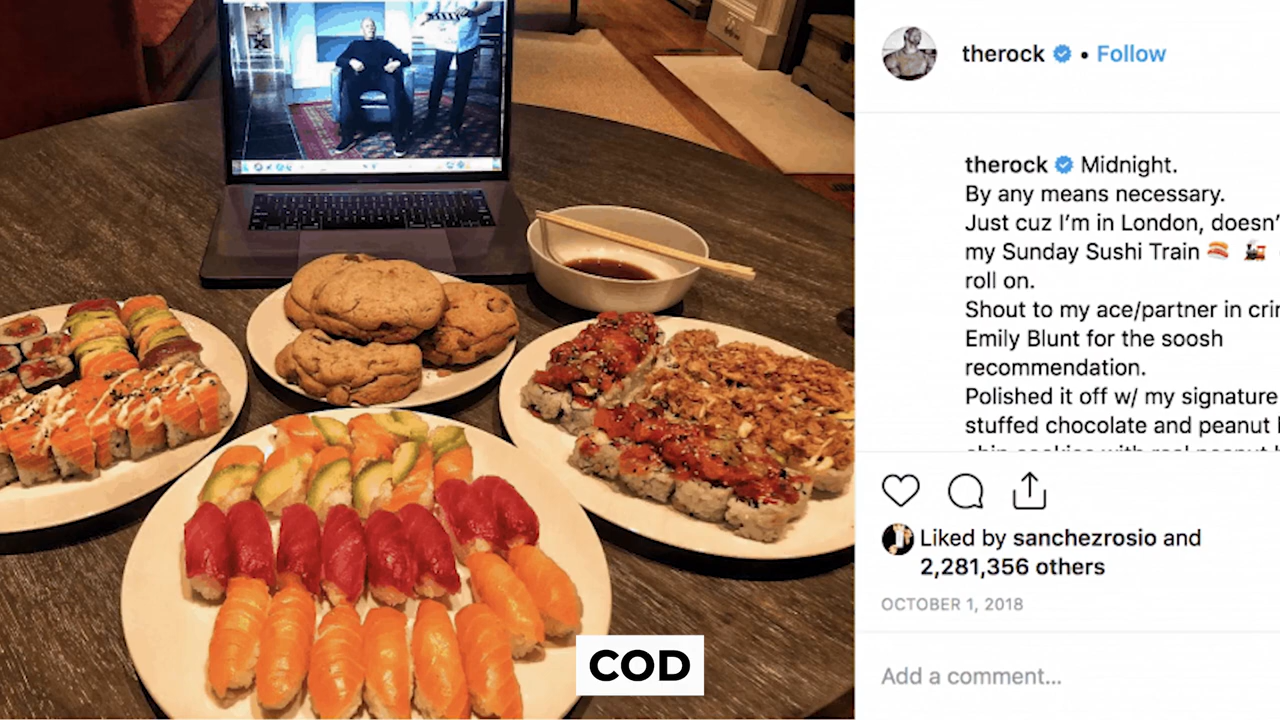 therock • Follow
therock Midnight.
By any means necessary.
Just cuz I'm in London, doesn'
my Sunday Sushi Train
roll on.
Shout to my ace/partner in cri
Emily Blunt for the soosh
recommendation.
Polished it off w/ my signature
stuffed chocolate and peanut
Liked by sanchezrosio and
2,281,356 others
OCTOBER 1, 2018
Add a comment...
COD